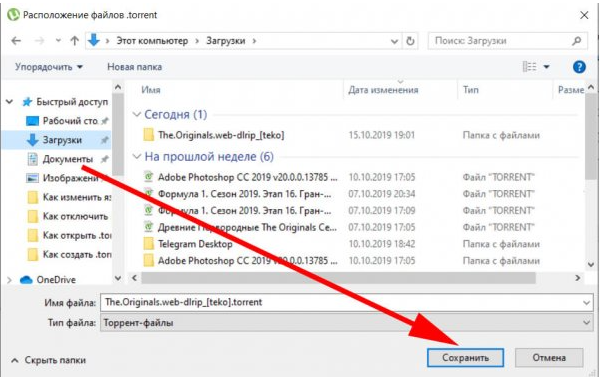 Расположение файлов .torrent
Этот компьютер > Загрузки >
Поиск: Загрузки
Упорядочить
Новая папка
Имя
Дата изменения
Тип
Разме
Быстрый доступ
Рабочий сто.
Загрузки
Документы
Изображени
Как изменить яз
Как отключить
Как открыть .tor
Как создать .torr
OneDrive
Сегодня (1)
The.Originals.web-dlrip_[teko] 15.10.2019 19:01 Папка с файлами
На прошлой неделе (6)
Adobe Photoshop CC 2019 v20.0.0.13785 ... 10.10.2019 17:05 Файл "TORRENT"
Формула 1. Сезон 2019. Этап 16. Гран-... 07.10.2019 20:34 Файл "TORRENT"
Формула 1. Сезон 2019. Этап 16. Гран-... 07.10.2019 17:09 Файл "TORRENT"
Древние Первородные The Originals Се... 07.10.2019 17:05 Файл "TORRENT"
Telegram Desktop 10.10.2019 18:42 Папка с файлами
Adobe Photoshop CC 2019 v20.0.0.13785 ... 10.10.2019 17:05 Папка с файлами
Имя файла: The.Originals.web-dlrip_[teko].torrent
Тип файла: Торрент-файлы
Скрыть папки
Сохранить
Отмена